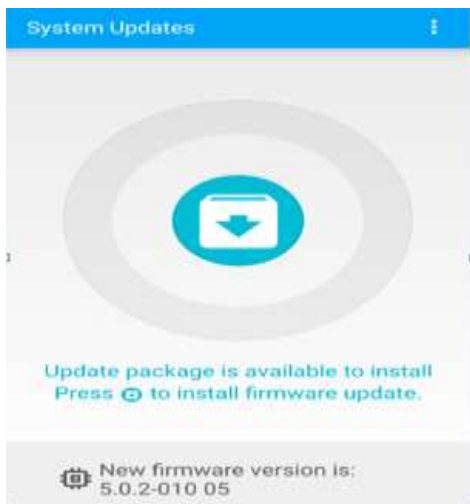 System Updates
Update package is available to install
Press to install firmware update.
New firmware version is:
5.0.2-010 05